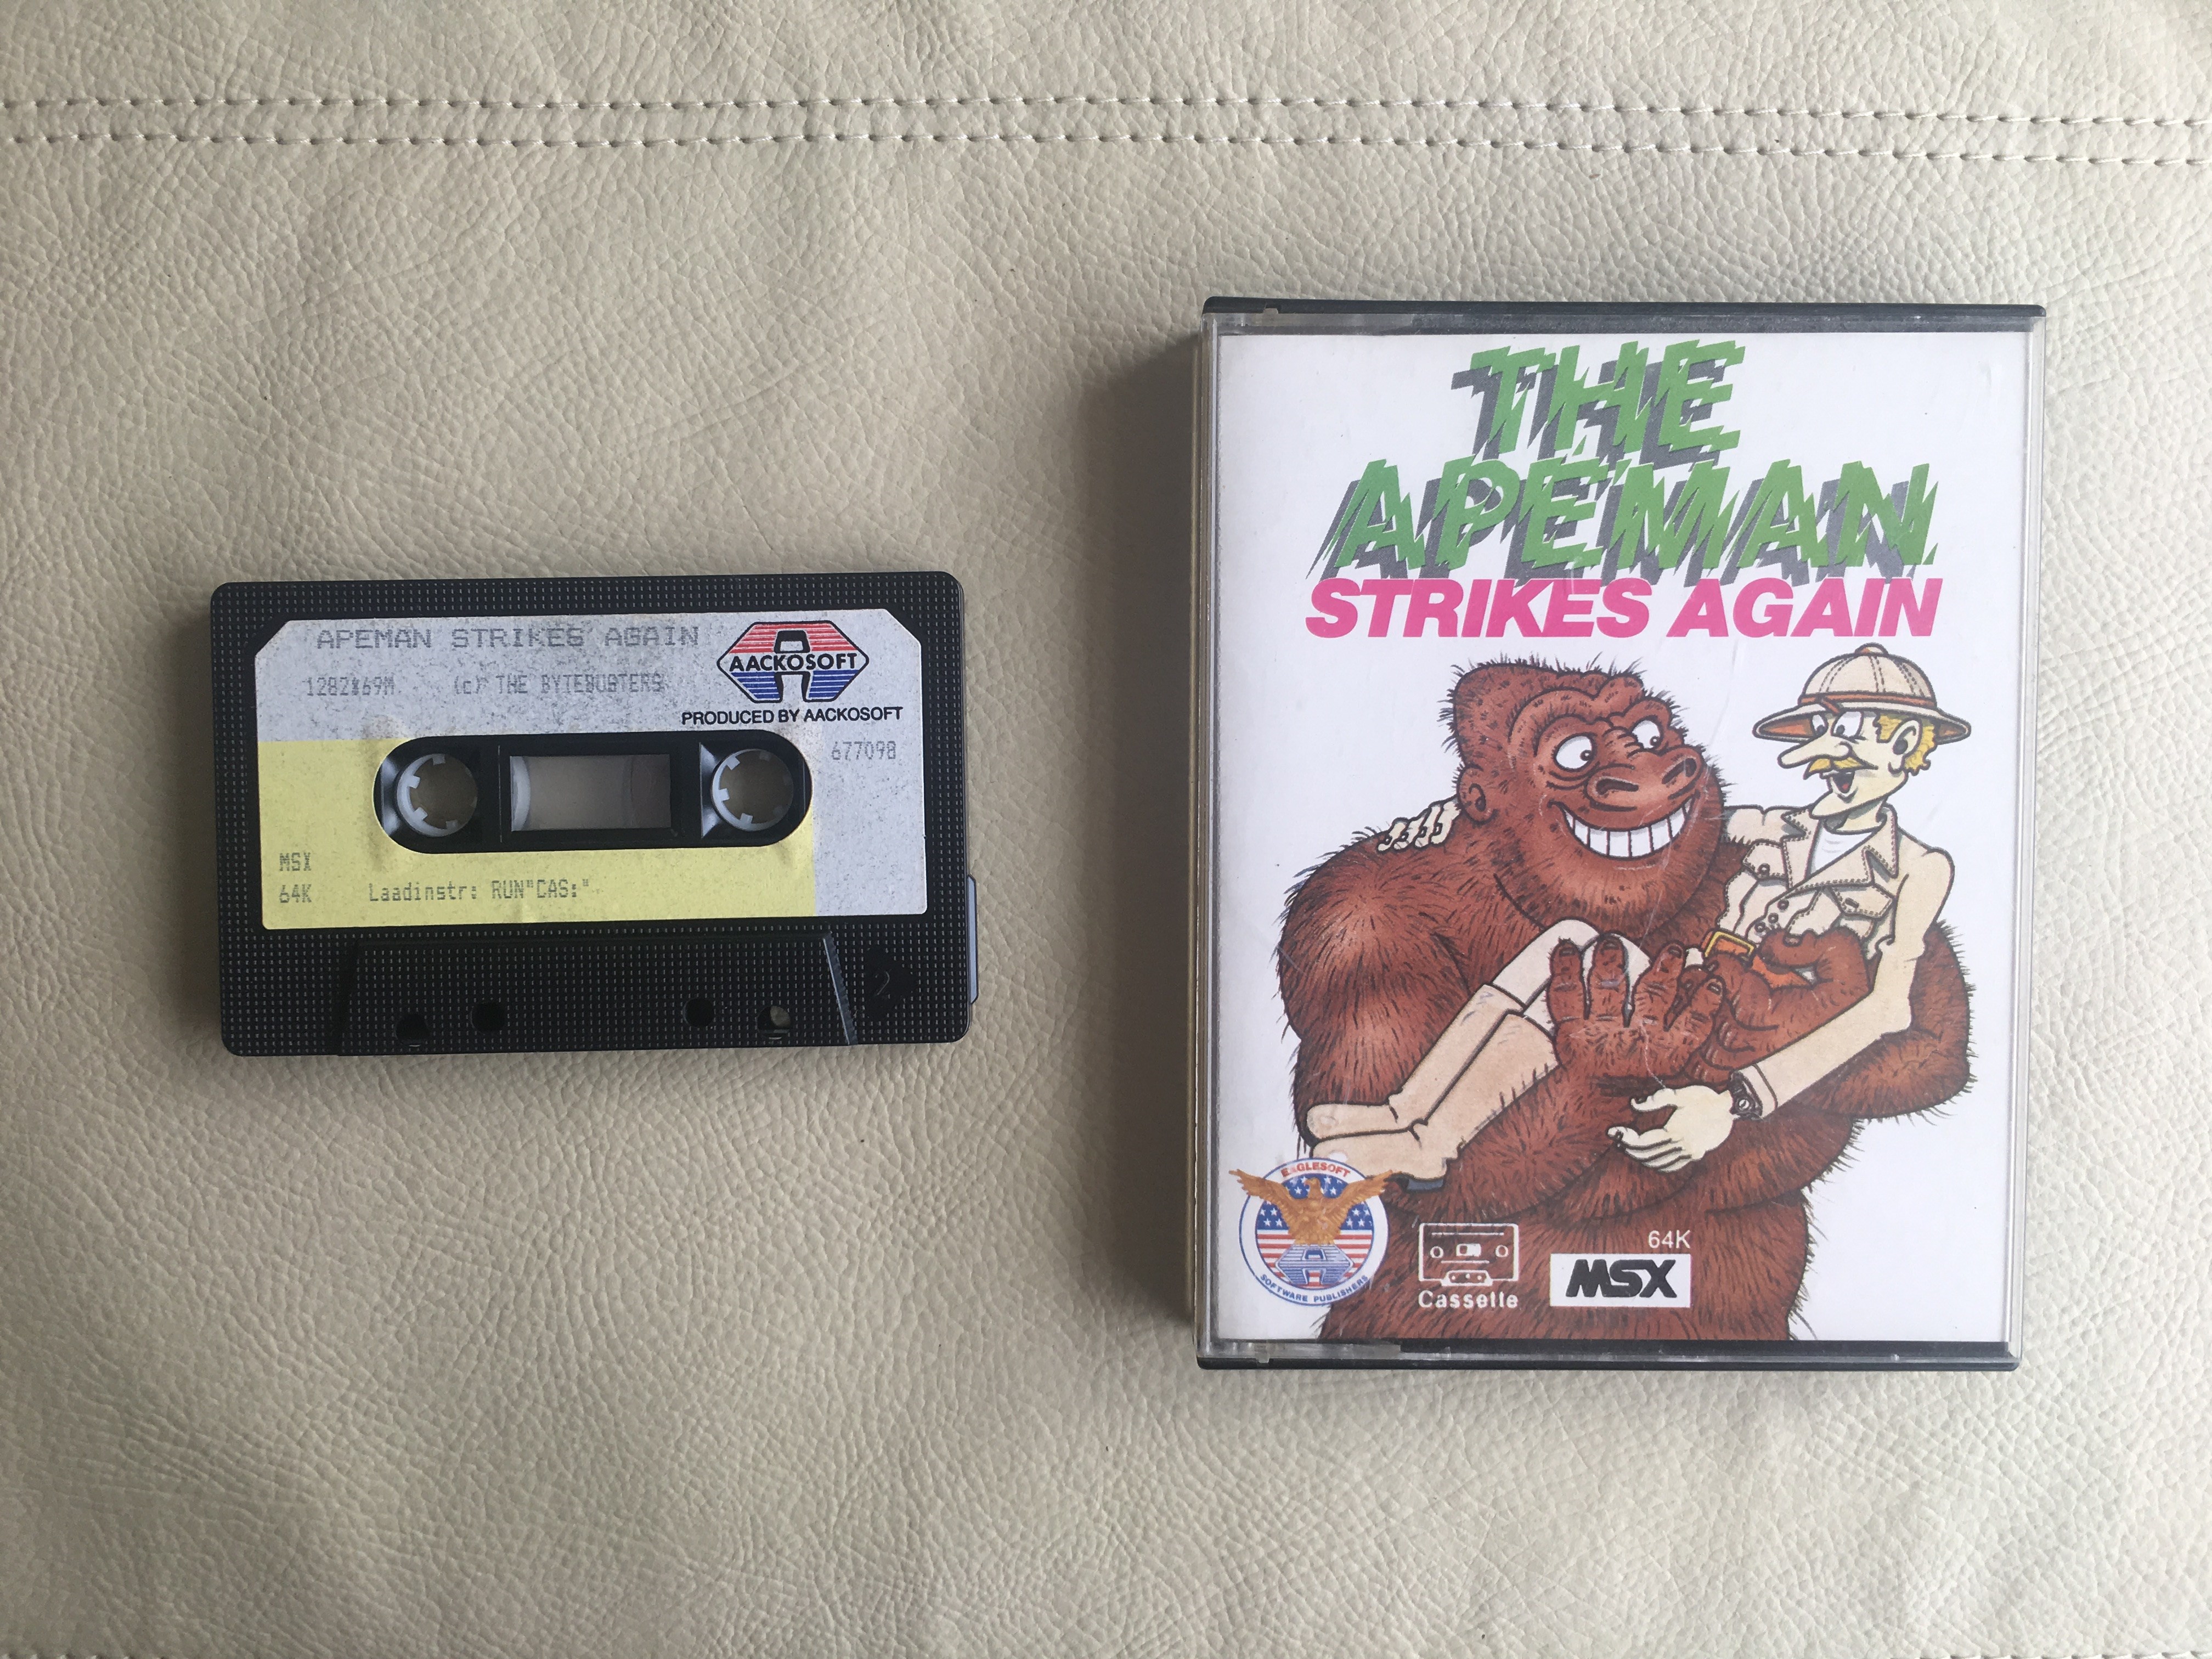 APEMAN STRIKES AGAIN
1282869M (c) THE BYTEBUSTERS
AACKOSOFT
PRODUCED BY AACKOSOFT
677098
MSX
64K Laadinstr: RUN"CAS:"
2
THE
APEMAN
STRIKES AGAIN
EAGLESOFT
SOFTWARE PUBLISHERS
Cassette
64K
MSX